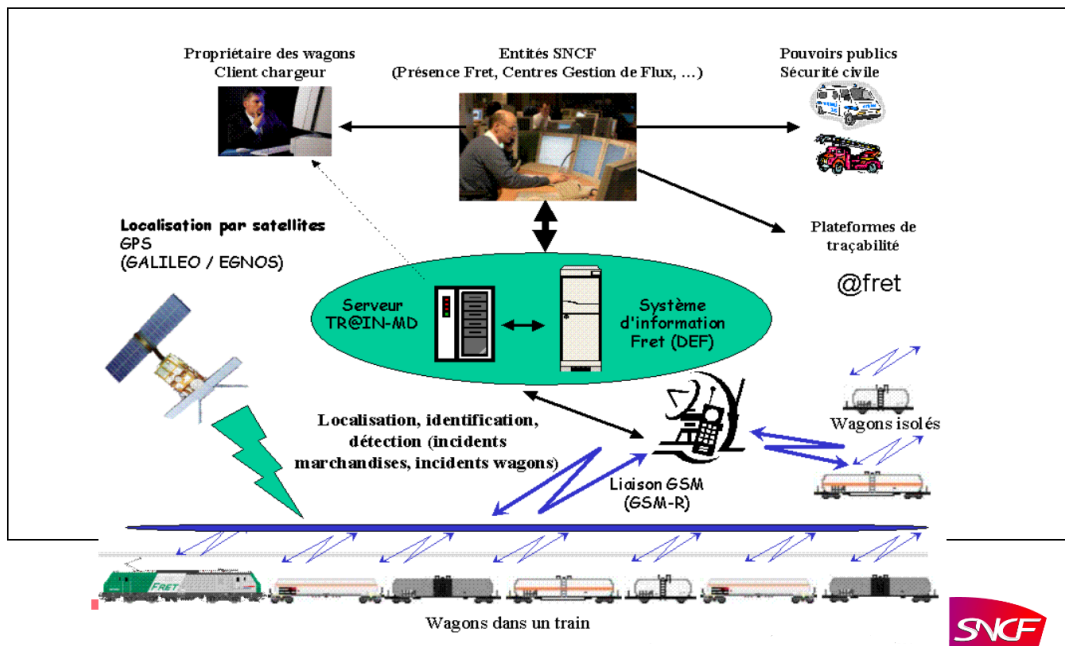 Propriétaire des wagons
Client chargeur
Entités SNCF
(Présence Fret, Centres Gestion de Flux, …)
Pouvoirs publics
Sécurité civile
Localisation par satellites
GPS
(GALILEO / EGNOS)
Plateformes de
traçabilité
@fret
Serveur
TR@IN-MD
Système
d'information
Fret (DEF)
Localisation, identification,
détection (incidents
marchandises, incidents wagons)
Wagons isolés
Liaison GSM
(GSM-R)
FRET
Wagons dans un train
SNCF